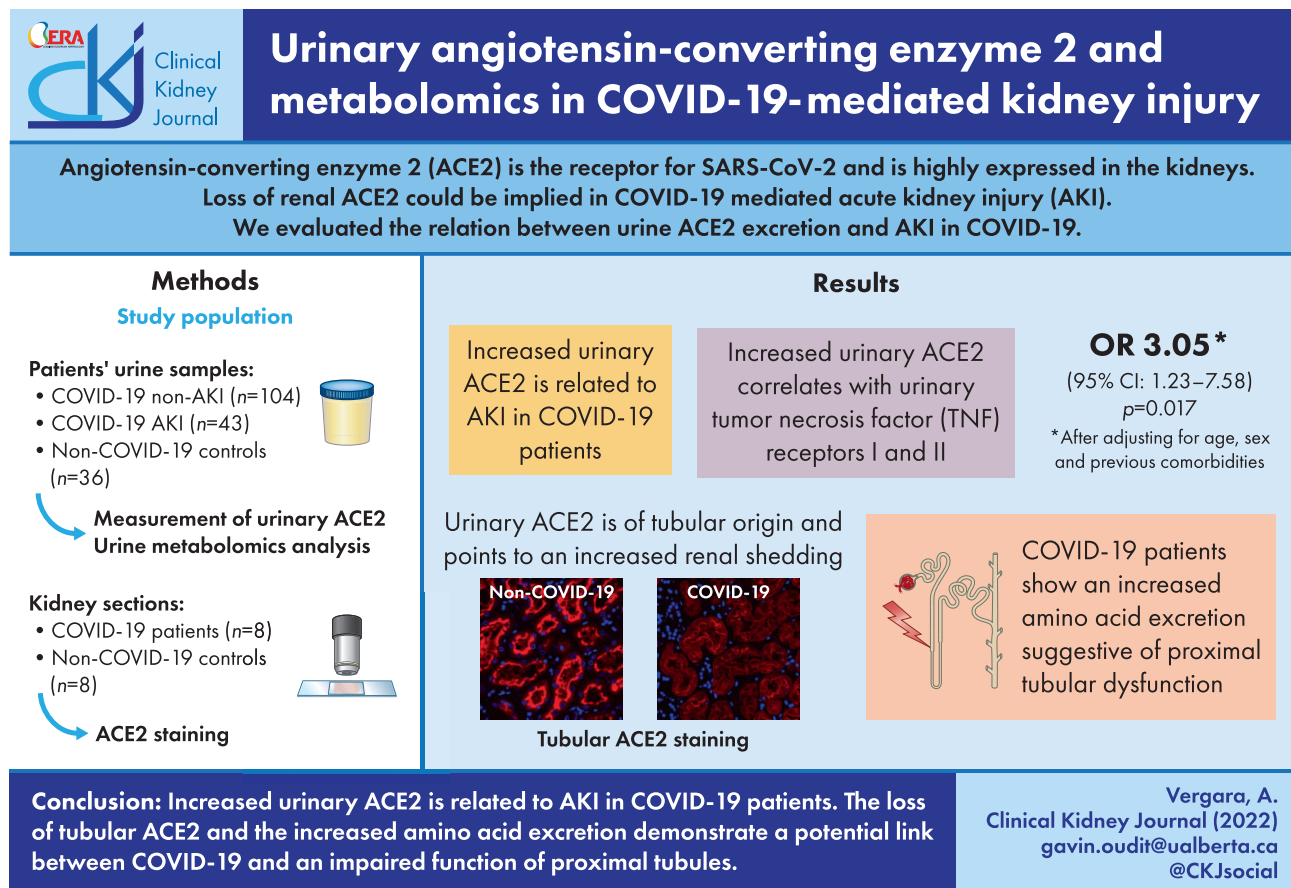 ERA
CKJ
Clinical
Kidney
Journal
Urinary angiotensin-converting enzyme 2 and
metabolomics in COVID-19-mediated kidney injury
Angiotensin-converting enzyme 2 (ACE2) is the receptor for SARS-CoV-2 and is highly expressed in the kidneys.
Loss of renal ACE2 could be implied in COVID-19 mediated acute kidney injury (AKI).
We evaluated the relation between urine ACE2 excretion and AKI in COVID-19.
Methods
Study population
Patients' urine samples:
• COVID-19 non-AKI (n=104)
• COVID-19 AKI (n=43)
• Non-COVID-19 controls
(n=36)
Measurement of urinary ACE2
Urine metabolomics analysis
Kidney sections:
• COVID-19 patients (n=8)
• Non-COVID-19 controls
(n=8)
ACE2 staining
Results
Increased urinary
ACE2 is related to
AKI in COVID-19
patients
Increased urinary ACE2
correlates with urinary
tumor necrosis factor (TNF)
receptors I and II
OR 3.05*
(95% CI: 1.23–7.58)
p=0.017
*After adjusting for age, sex
and previous comorbidities
Urinary ACE2 is of tubular origin and
points to an increased renal shedding
Non-COVID-19
COVID-19
Tubular ACE2 staining
COVID-19 patients
show an increased
amino acid excretion
suggestive of proximal
tubular dysfunction
Conclusion: Increased urinary ACE2 is related to AKI in COVID-19 patients. The loss
of tubular ACE2 and the increased amino acid excretion demonstrate a potential link
between COVID-19 and an impaired function of proximal tubules.
Vergara, A.
Clinical Kidney Journal (2022)
gavin.oudit@ualberta.ca
@CKJsocial